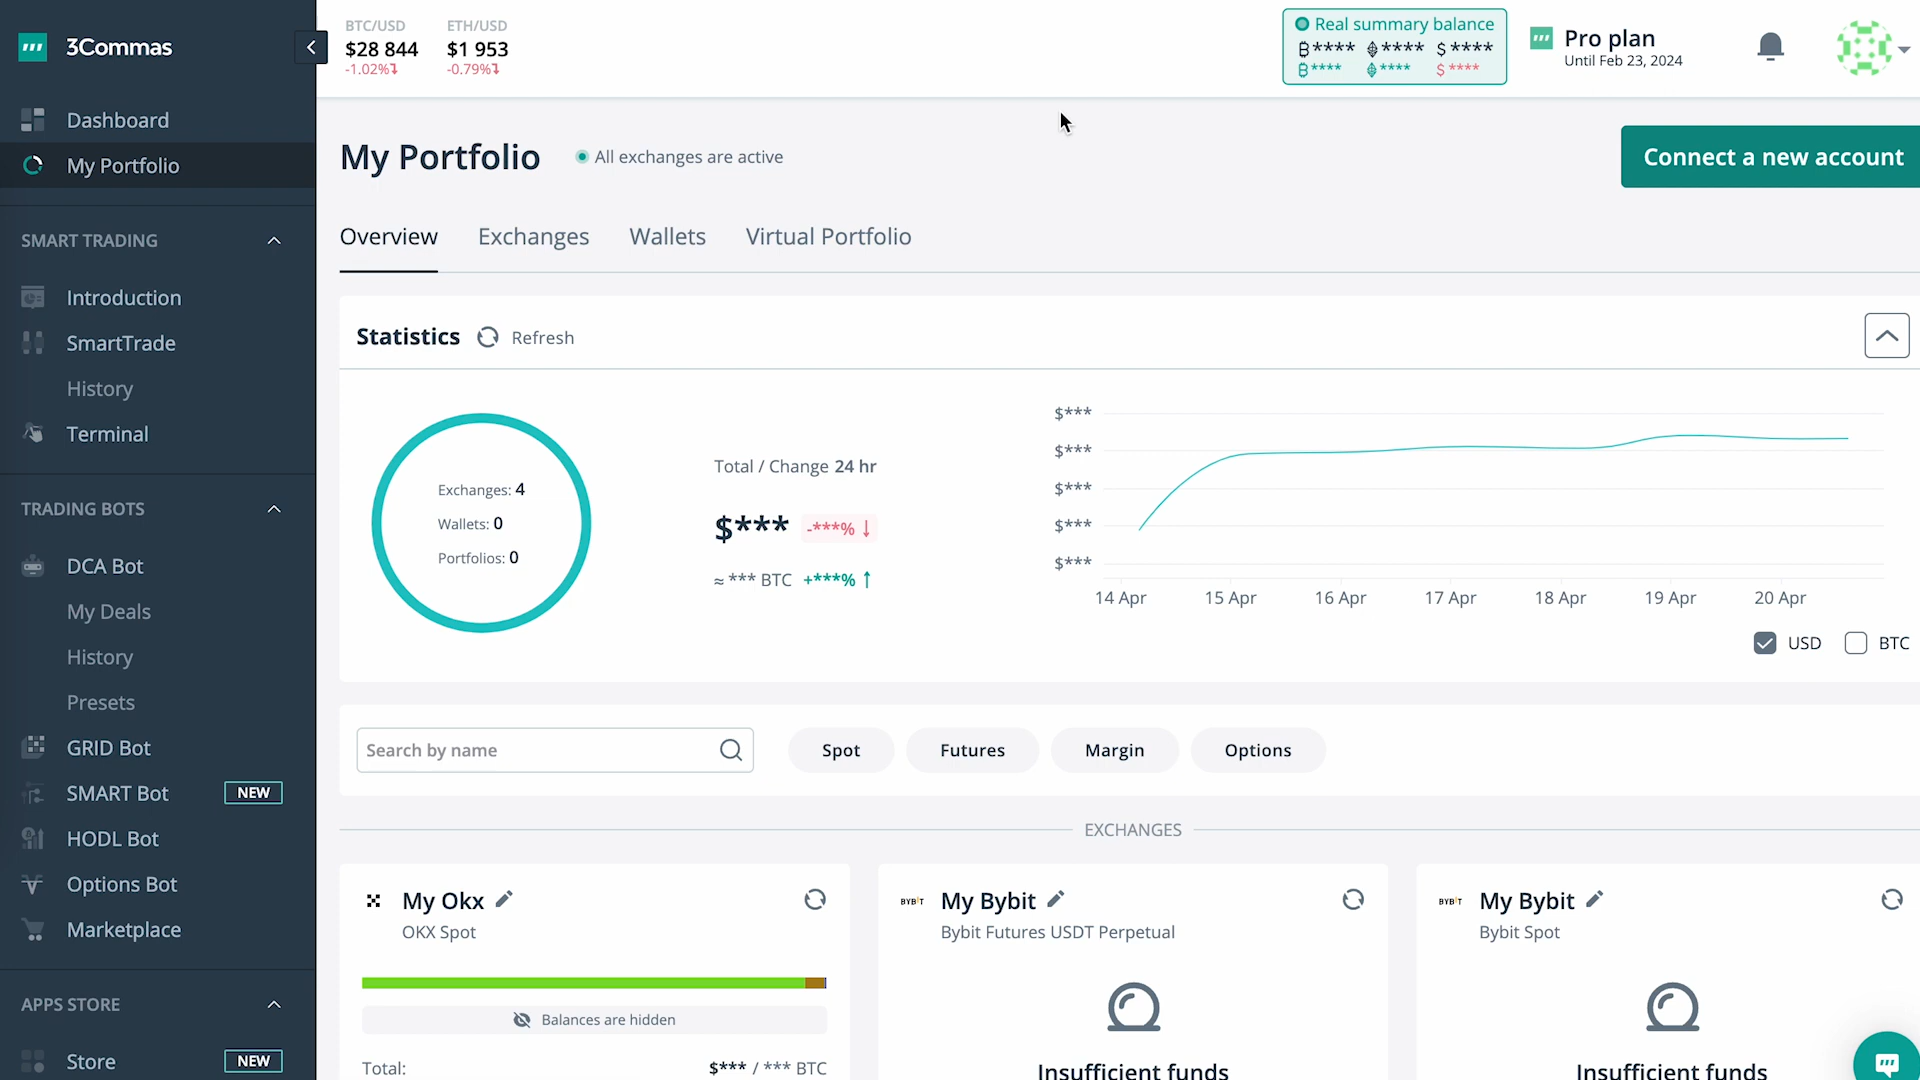 3Commas
Dashboard
My Portfolio
SMART TRADING
Introduction
SmartTrade
History
Terminal
TRADING BOTS
DCA Bot
My Deals
History
Presets
GRID Bot
SMART Bot NEW
HODL Bot
Options Bot
Marketplace
APPS STORE
Store NEW
BTC/USD ETH/USD
$28 844 $1 953
-1.02% -0.79%
Real summary balance
**** **** $ ****
**** **** $ ****
Pro plan
Until Feb 23, 2024
My Portfolio All exchanges are active
Connect a new account
Overview Exchanges Wallets Virtual Portfolio
Statistics Refresh
Exchanges: 4
Wallets: 0
Portfolios: 0
Total / Change 24 hr
$*** -***% ↓
≈ *** BTC +***% ↑
$***
$***
$***
$***
$***
14 Apr 15 Apr 16 Apr 17 Apr 18 Apr 19 Apr 20 Apr
USD BTC
Search by name Spot Futures Margin Options
EXCHANGES
My Okx
OKX Spot
Balances are hidden
Total: $*** / *** BTC
BYBIT My Bybit
Bybit Futures USDT Perpetual
Insufficient funds
BYBIT My Bybit
Bybit Spot
Insufficient funds